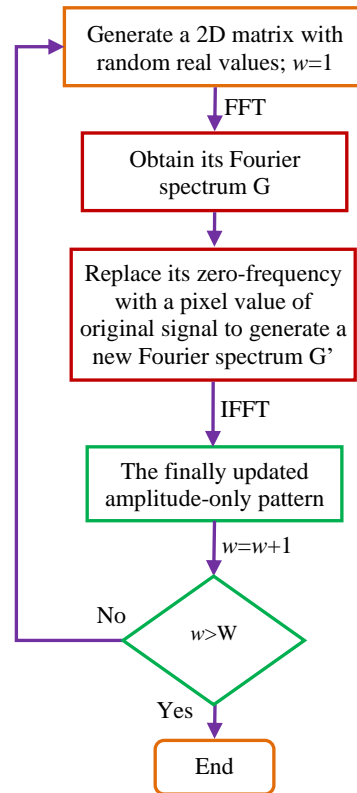 Generate a 2D matrix with
random real values; w=1
FFT
Obtain its Fourier
spectrum G
Replace its zero-frequency
with a pixel value of
original signal to generate a
new Fourier spectrum G’
IFFT
The finally updated
amplitude-only pattern
w=w+1
No
w>W
Yes
End